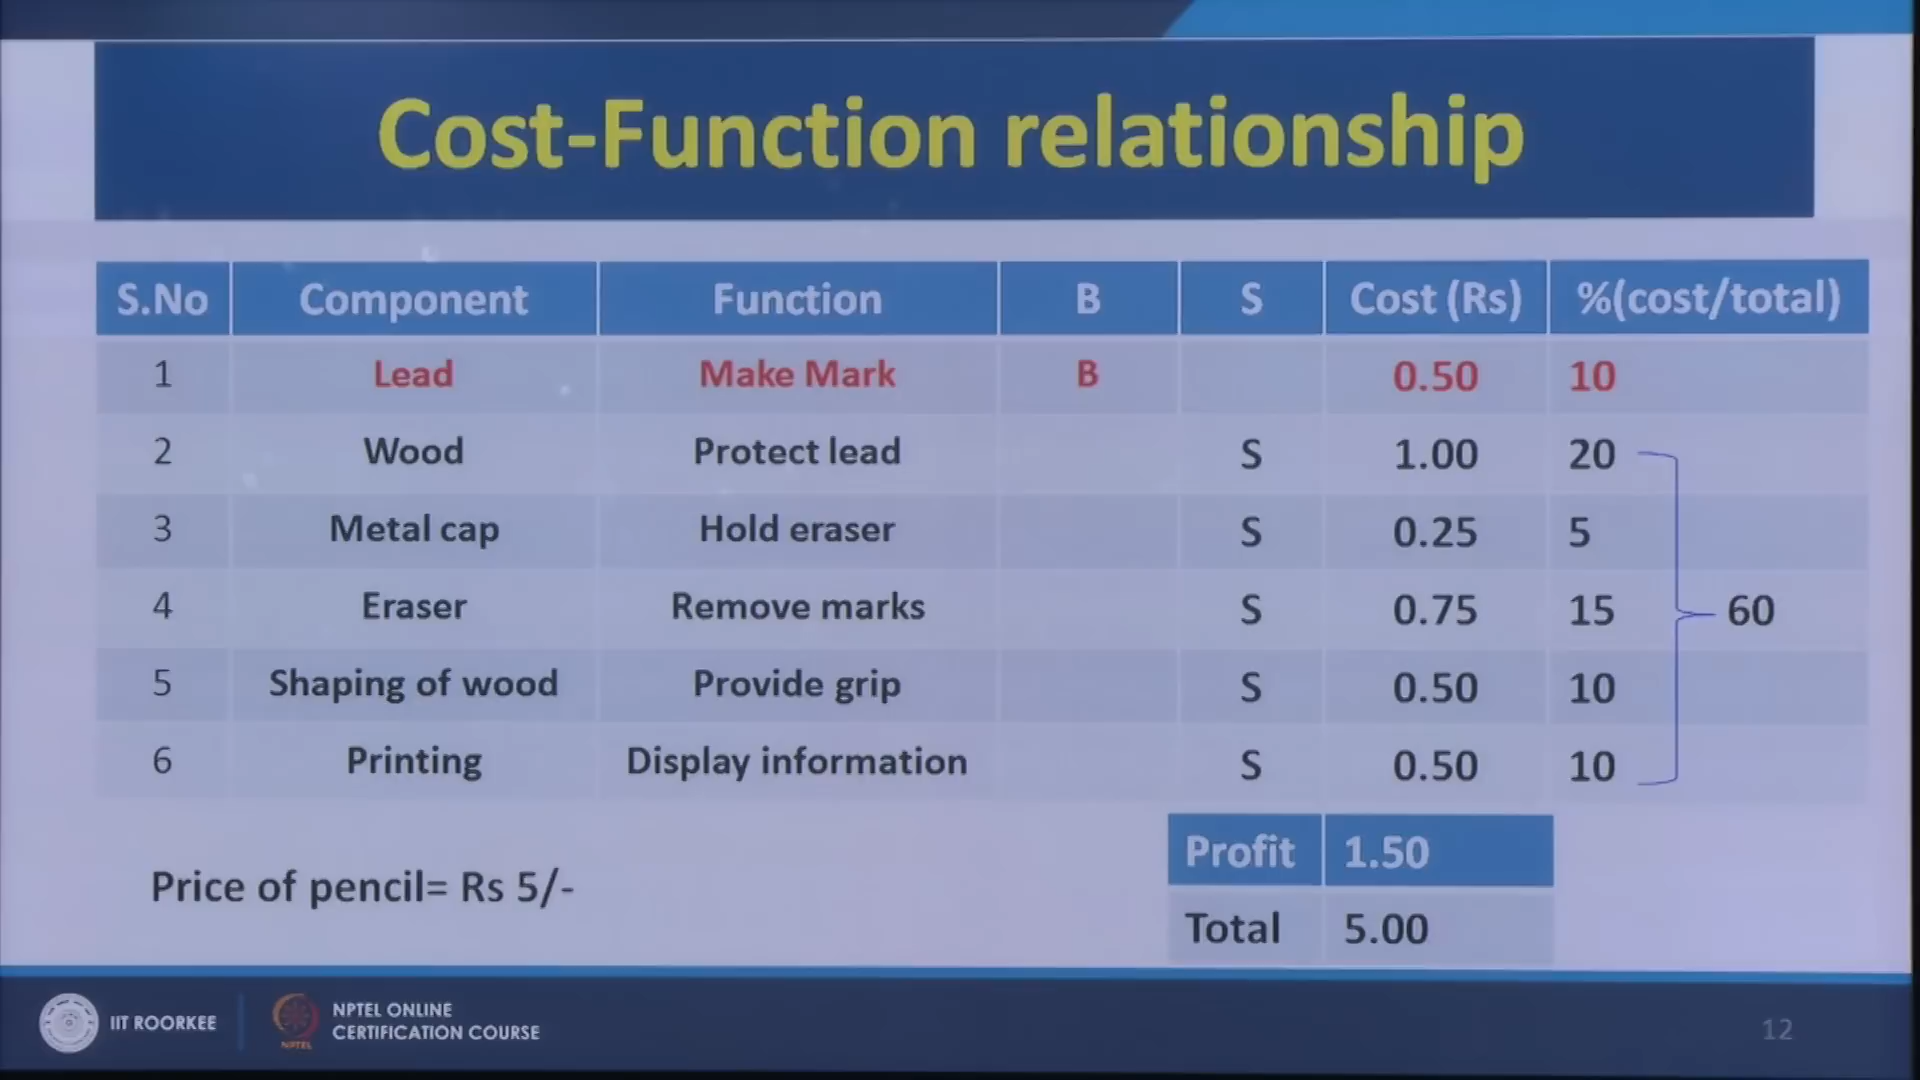 Cost-Function relationship
S.No Component Function B S Cost (Rs) %(cost/total)
1 Lead Make Mark B 0.50 10
2 Wood Protect lead S 1.00 20
3 Metal cap Hold eraser S 0.25 5
4 Eraser Remove marks S 0.75 15 60
5 Shaping of wood Provide grip S 0.50 10
6 Printing Display information S 0.50 10
Profit 1.50
Price of pencil= Rs 5/-
Total 5.00
IIT ROORKEE
NPTEL
NPTEL ONLINE
CERTIFICATION COURSE
12